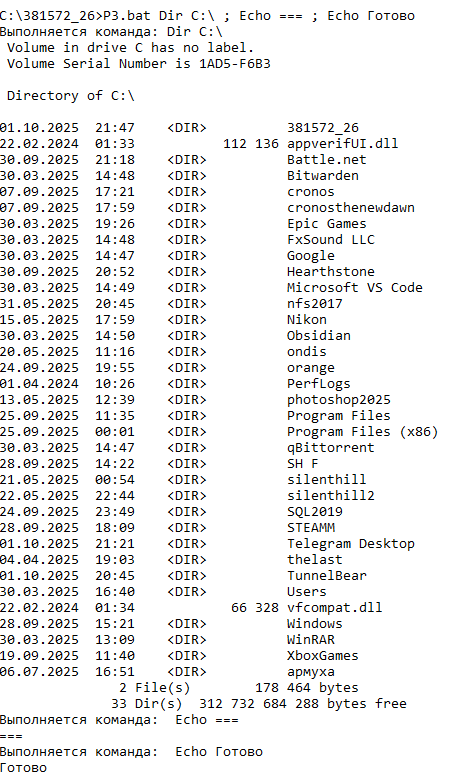 C:\381572_26>P3.bat Dir C:\ ; Echo === ; Echo Готово
Выполняется команда: Dir C:\
 Volume in drive C has no label.
 Volume Serial Number is 1AD5-F6B3

 Directory of C:\

01.10.2025  21:47    <DIR>          381572_26
22.02.2024  01:33           112 136 appverifUI.dll
30.09.2025  21:18    <DIR>          Battle.net
30.03.2025  14:48    <DIR>          Bitwarden
07.09.2025  17:21    <DIR>          cronos
07.09.2025  17:59    <DIR>          cronosthenewdawn
30.03.2025  19:26    <DIR>          Epic Games
30.03.2025  14:48    <DIR>          FxSound LLC
30.03.2025  14:47    <DIR>          Google
30.09.2025  20:52    <DIR>          Hearthstone
30.03.2025  14:49    <DIR>          Microsoft VS Code
31.05.2025  20:45    <DIR>          nfs2017
15.05.2025  17:59    <DIR>          Nikon
30.03.2025  14:50    <DIR>          Obsidian
20.05.2025  11:16    <DIR>          ondis
24.09.2025  19:55    <DIR>          orange
01.04.2024  10:26    <DIR>          PerfLogs
13.05.2025  12:39    <DIR>          photoshop2025
25.09.2025  11:35    <DIR>          Program Files
25.09.2025  00:01    <DIR>          Program Files (x86)
30.03.2025  14:47    <DIR>          qBittorrent
28.09.2025  14:22    <DIR>          SH F
21.05.2025  00:54    <DIR>          silenthill
22.05.2025  22:44    <DIR>          silenthill2
24.09.2025  23:49    <DIR>          SQL2019
28.09.2025  18:09    <DIR>          STEAMM
01.10.2025  21:21    <DIR>          Telegram Desktop
04.04.2025  19:03    <DIR>          thelast
01.10.2025  20:45    <DIR>          TunnelBear
30.03.2025  16:40    <DIR>          Users
22.02.2024  01:34            66 328 vfcompat.dll
28.09.2025  15:21    <DIR>          Windows
30.03.2025  13:09    <DIR>          WinRAR
19.09.2025  11:40    <DIR>          XboxGames
06.07.2025  16:51    <DIR>          армуха
               2 File(s)        178 464 bytes
              33 Dir(s)  312 732 684 288 bytes free
Выполняется команда:  Echo ===
===
Выполняется команда:  Echo Готово
Готово